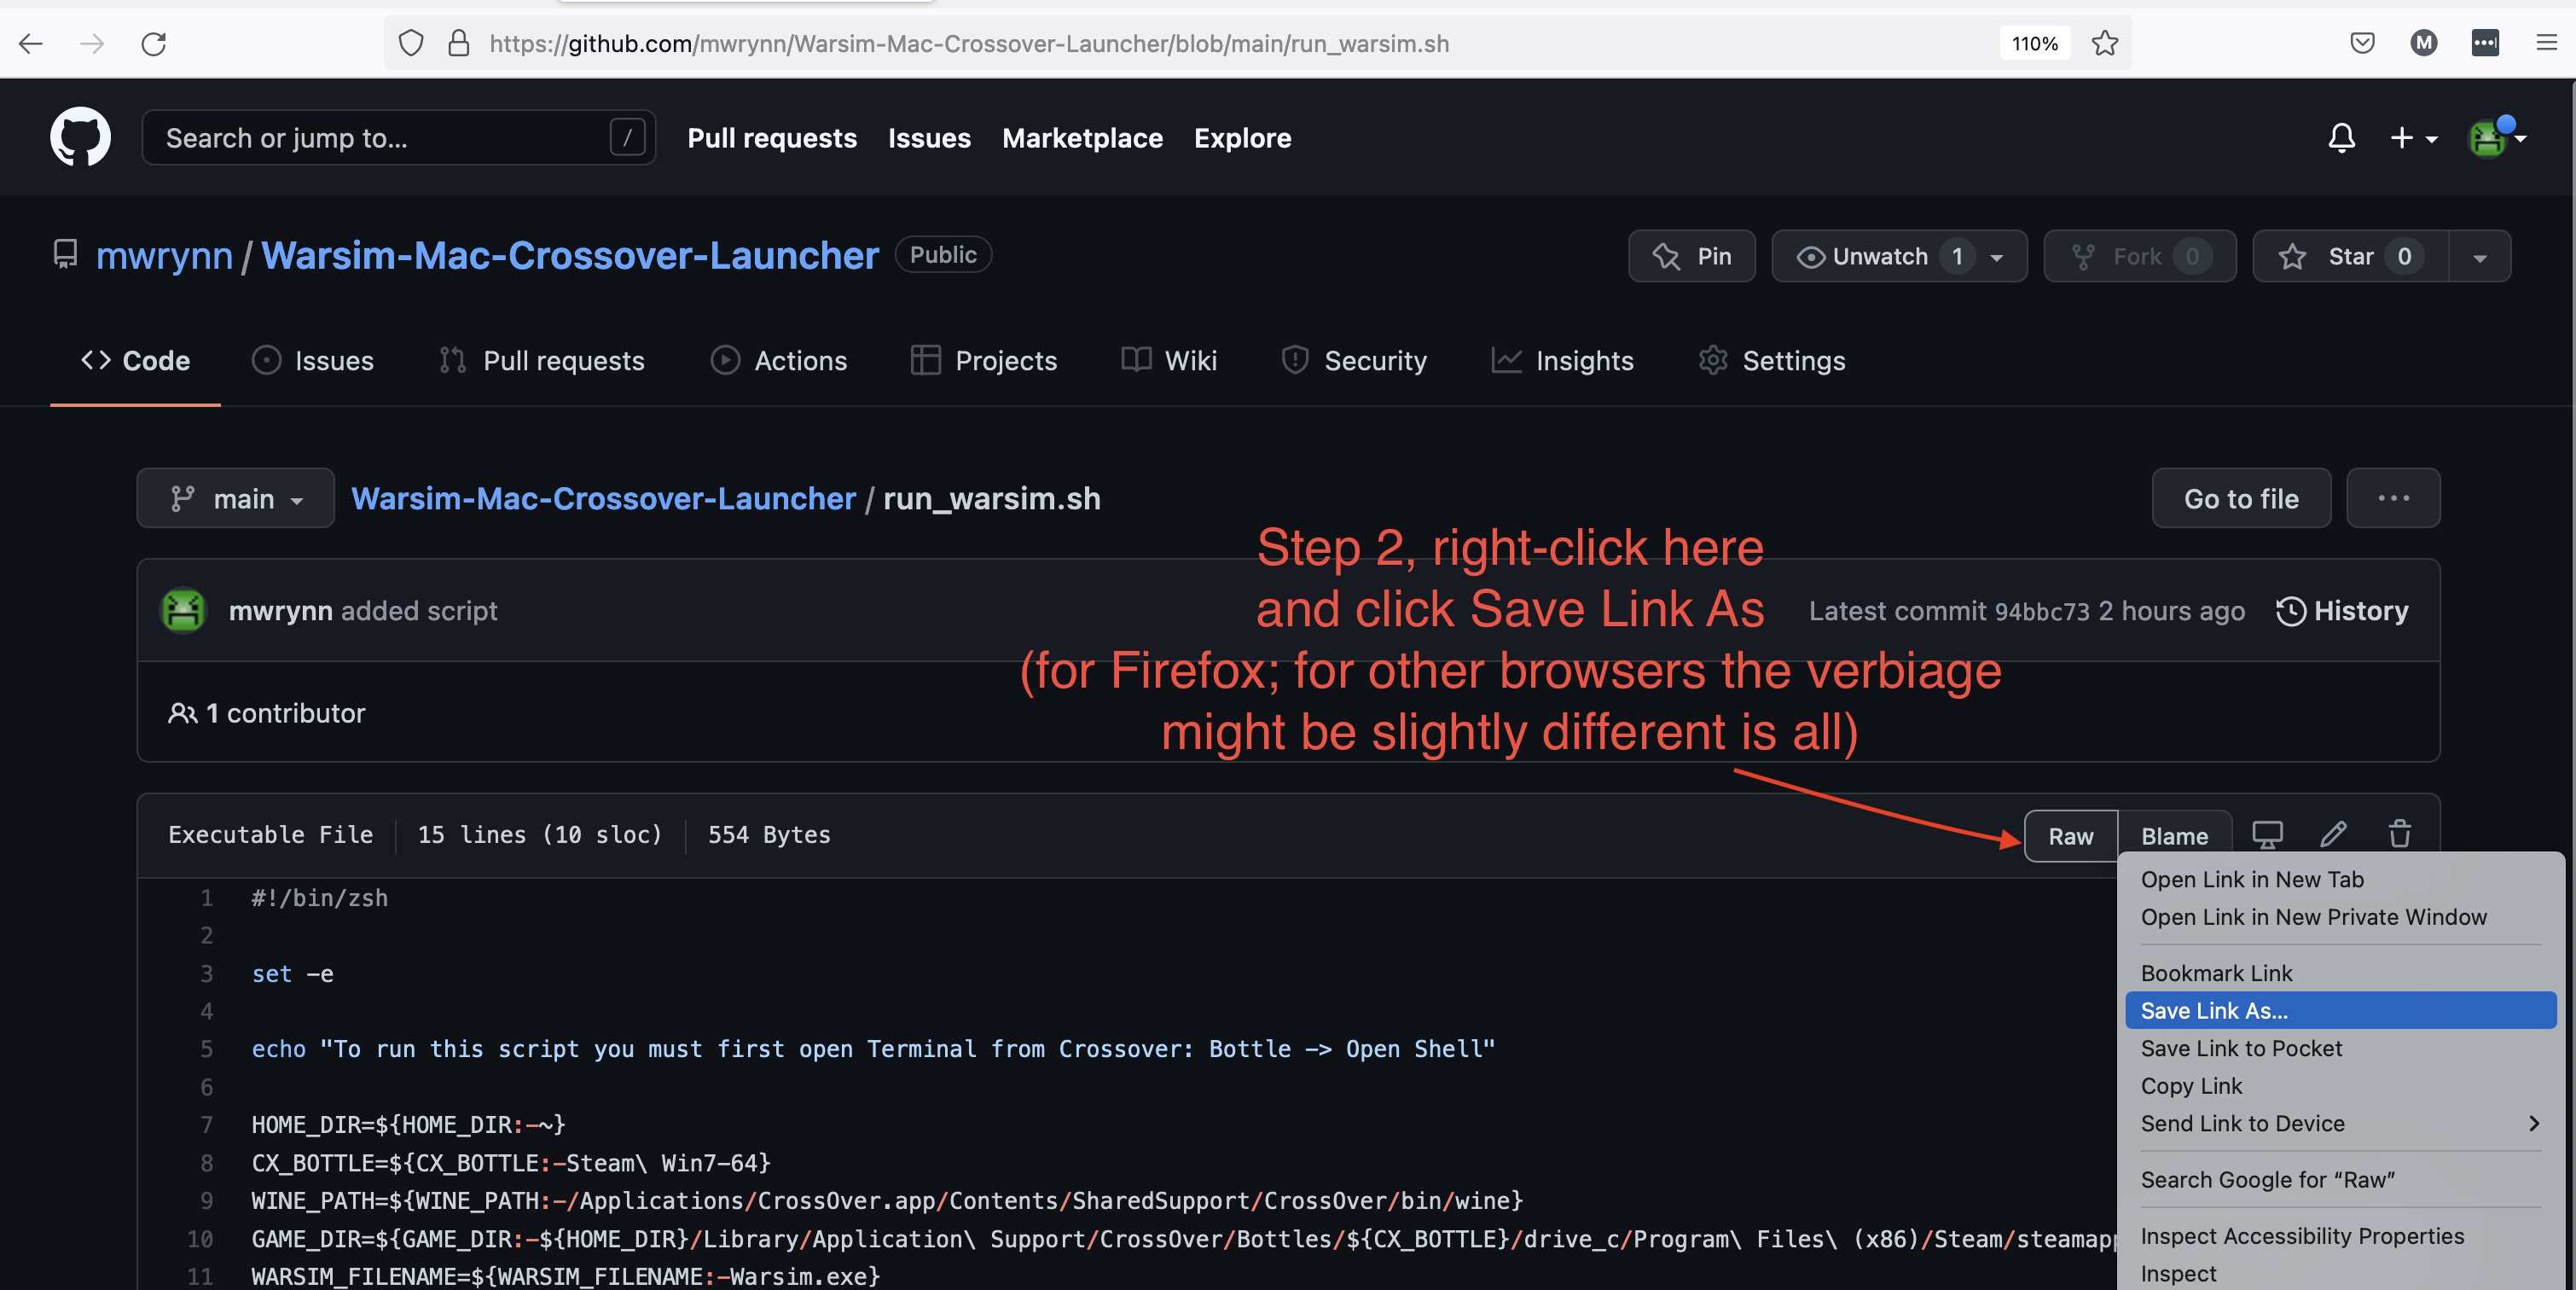 https://github.com/mwrynn/Warsim-Mac-Crossover-Launcher/blob/main/run_warsim.sh
110%
M
Search or jump to...
/
Pull requests
Issues
Marketplace
Explore
mwrynn / Warsim-Mac-Crossover-Launcher
Public
Pin
Unwatch 1
Fork 0
Star 0
Code
Issues
Pull requests
Actions
Projects
Wiki
Security
Insights
Settings
main
Warsim-Mac-Crossover-Launcher / run_warsim.sh
Go to file
Step 2, right-click here
and click Save Link As
(for Firefox; for other browsers the verbiage
might be slightly different is all)
mwrynn added script
Latest commit 94bbc73 2 hours ago
History
1 contributor
Executable File
15 lines (10 sloc)
554 Bytes
Raw
Blame
1 #!/bin/zsh
2
3 set -e
4
5 echo "To run this script you must first open Terminal from Crossover: Bottle -> Open Shell"
6
7 HOME_DIR=${HOME_DIR:-~}
8 CX_BOTTLE=${CX_BOTTLE:-Steam\ Win7-64}
9 WINE_PATH=${WINE_PATH:-/Applications/CrossOver.app/Contents/SharedSupport/CrossOver/bin/wine}
10 GAME_DIR=${GAME_DIR:-${HOME_DIR}/Library/Application\ Support/CrossOver/Bottles/${CX_BOTTLE}/drive_c/Program\ Files\ (x86)/Steam/steamapp
11 WARSIM_FILENAME=${WARSIM_FILENAME:-Warsim.exe}
Open Link in New Tab
Open Link in New Private Window
Bookmark Link
Save Link As...
Save Link to Pocket
Copy Link
Send Link to Device
Search Google for “Raw”
Inspect Accessibility Properties
Inspect